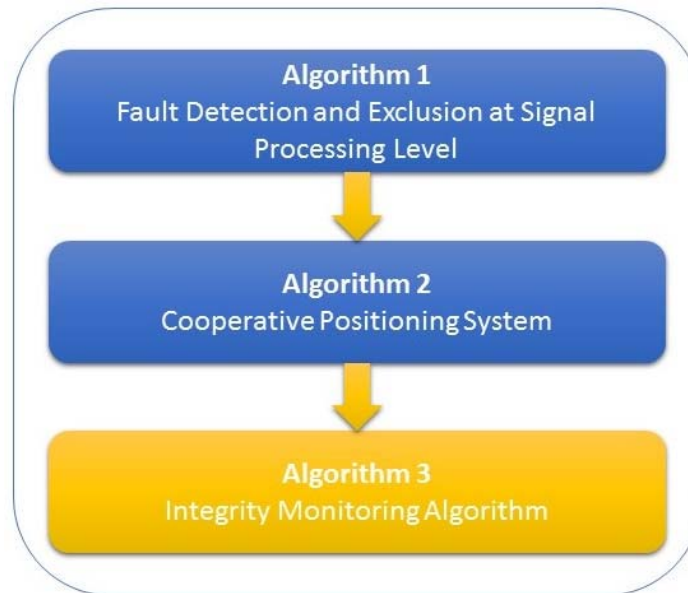 Algorithm 1
Fault Detection and Exclusion at Signal
Processing Level
Algorithm 2
Cooperative Positioning System
Algorithm 3
Integrity Monitoring Algorithm